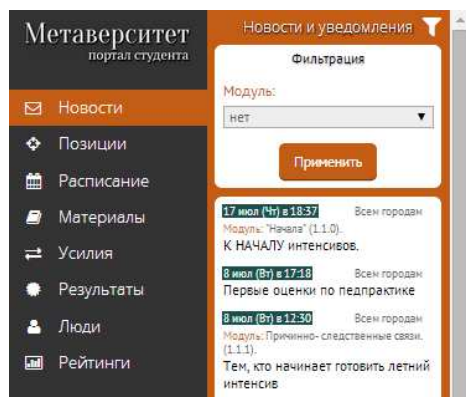 Метаверситет
портал студента
Новости
Позиции
Расписание
Материалы
Усилия
Результаты
Люди
Рейтинги
Новости и уведомления
Фильтрация
Модуль:
нет
Применить
17 июл (Чт) в 18:37 Всем городам
Модуль: "Начала" (1.1.0).
К НАЧАЛУ интенсивов.
8 июл (Вт) в 17:18 Всем городам
Первые оценки по педпрактике
8 июл (Вт) в 12:30 Всем городам
Модуль: Причинно- следственные связи.
(1.1.1).
Тем, кто начинает готовить летний
интенсив